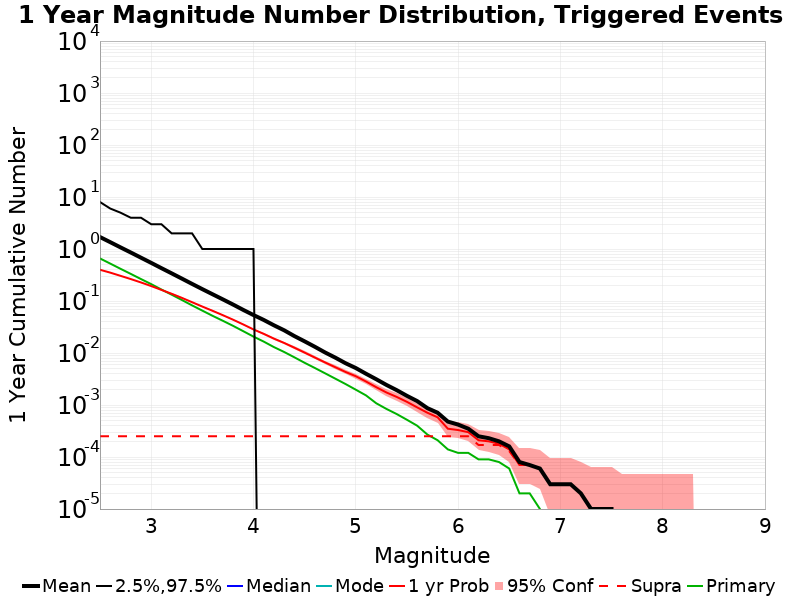 1 Year Magnitude Number Distribution, Triggered Events
10^4
10^3
10^2
10^1
10^0
10^-1
10^-2
10^-3
10^-4
10^-5
1 Year Cumulative Number
3 4 5 6 7 8 9
Magnitude
Mean 2.5%,97.5% Median Mode 1 yr Prob 95% Conf Supra Primary